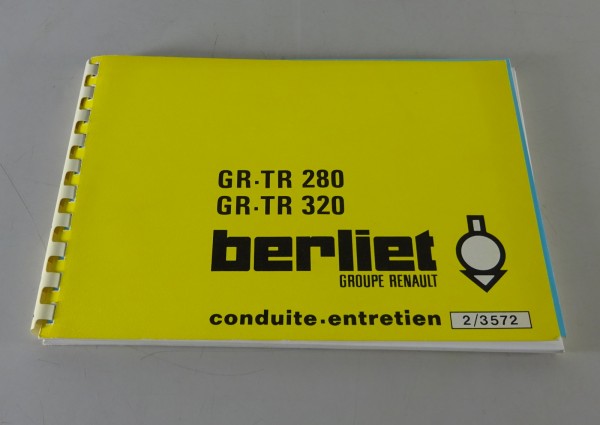 GR·TR 280
GR·TR 320
berliet
GROUPE RENAULT
conduite·entretien 2/3572